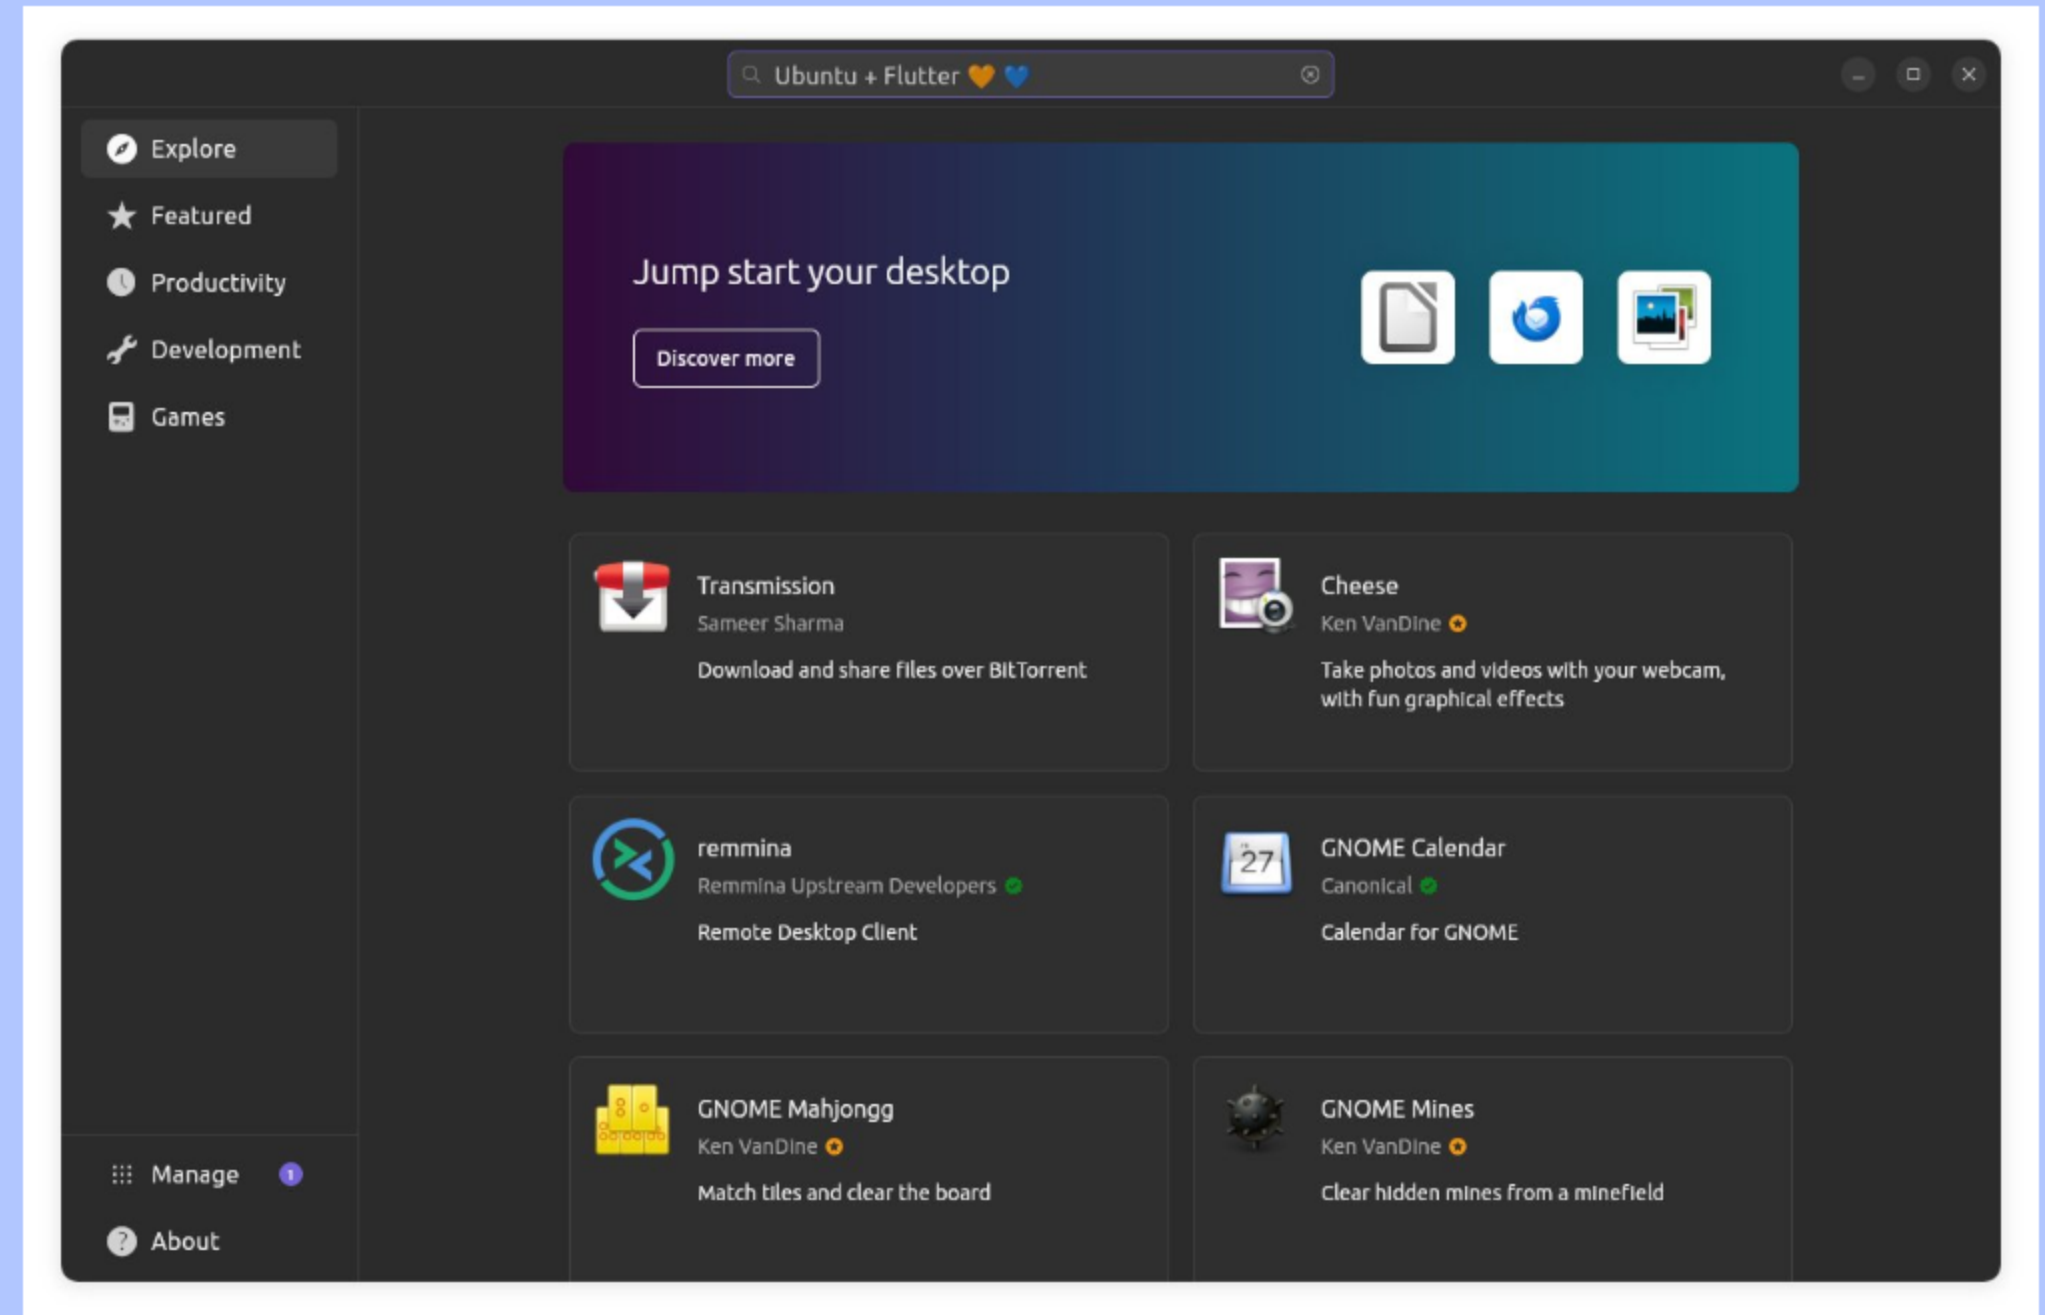 Ubuntu + Flutter 🧡 💙
Explore
Featured
Productivity
Development
Games
Manage 1
About
Jump start your desktop
Discover more
Transmission
Sameer Sharma
Download and share files over BitTorrent
Cheese
Ken VanDine
Take photos and videos with your webcam,
with fun graphical effects
remmina
Remmina Upstream Developers
Remote Desktop Client
27
GNOME Calendar
Canonical
Calendar for GNOME
GNOME Mahjongg
Ken VanDine
Match tiles and clear the board
GNOME Mines
Ken VanDine
Clear hidden mines from a minefield